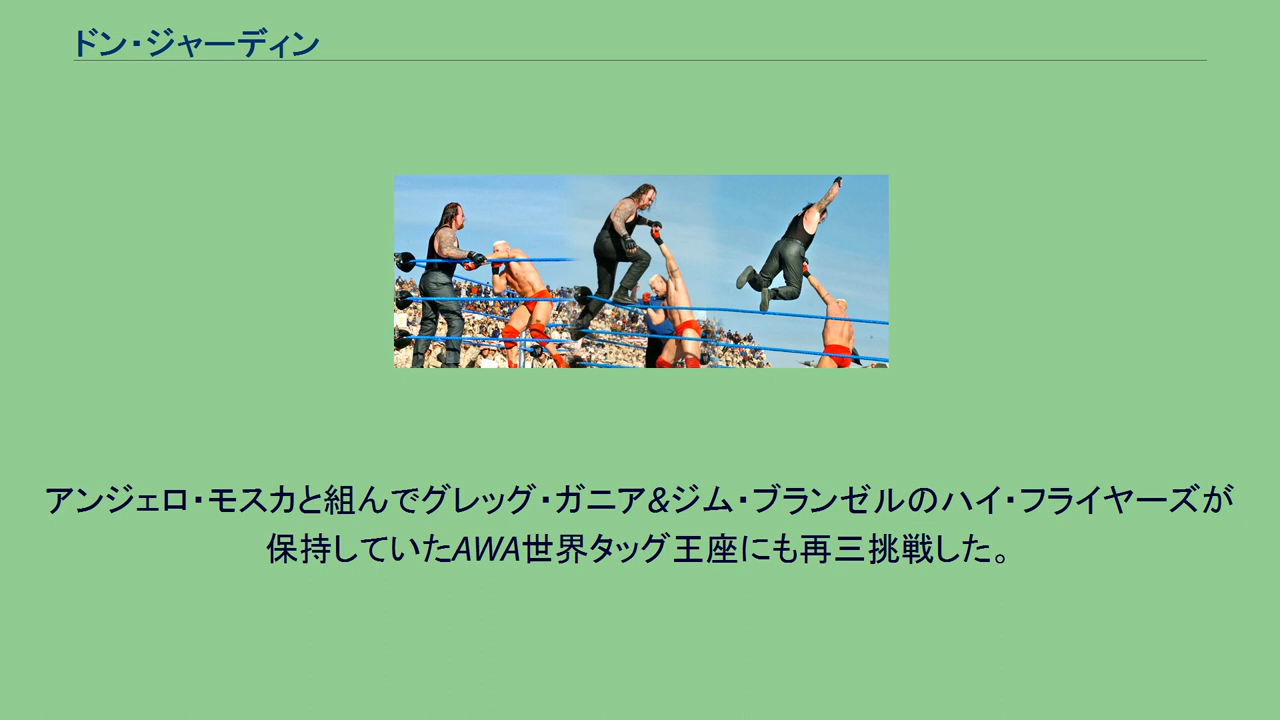 ドン・ジャーディン
アンジェロ・モスカと組んでグレッグ・ガニア&ジム・ブランゼルのハイ・フライヤーズが
保持していたAWA世界タッグ王座にも再三挑戦した。